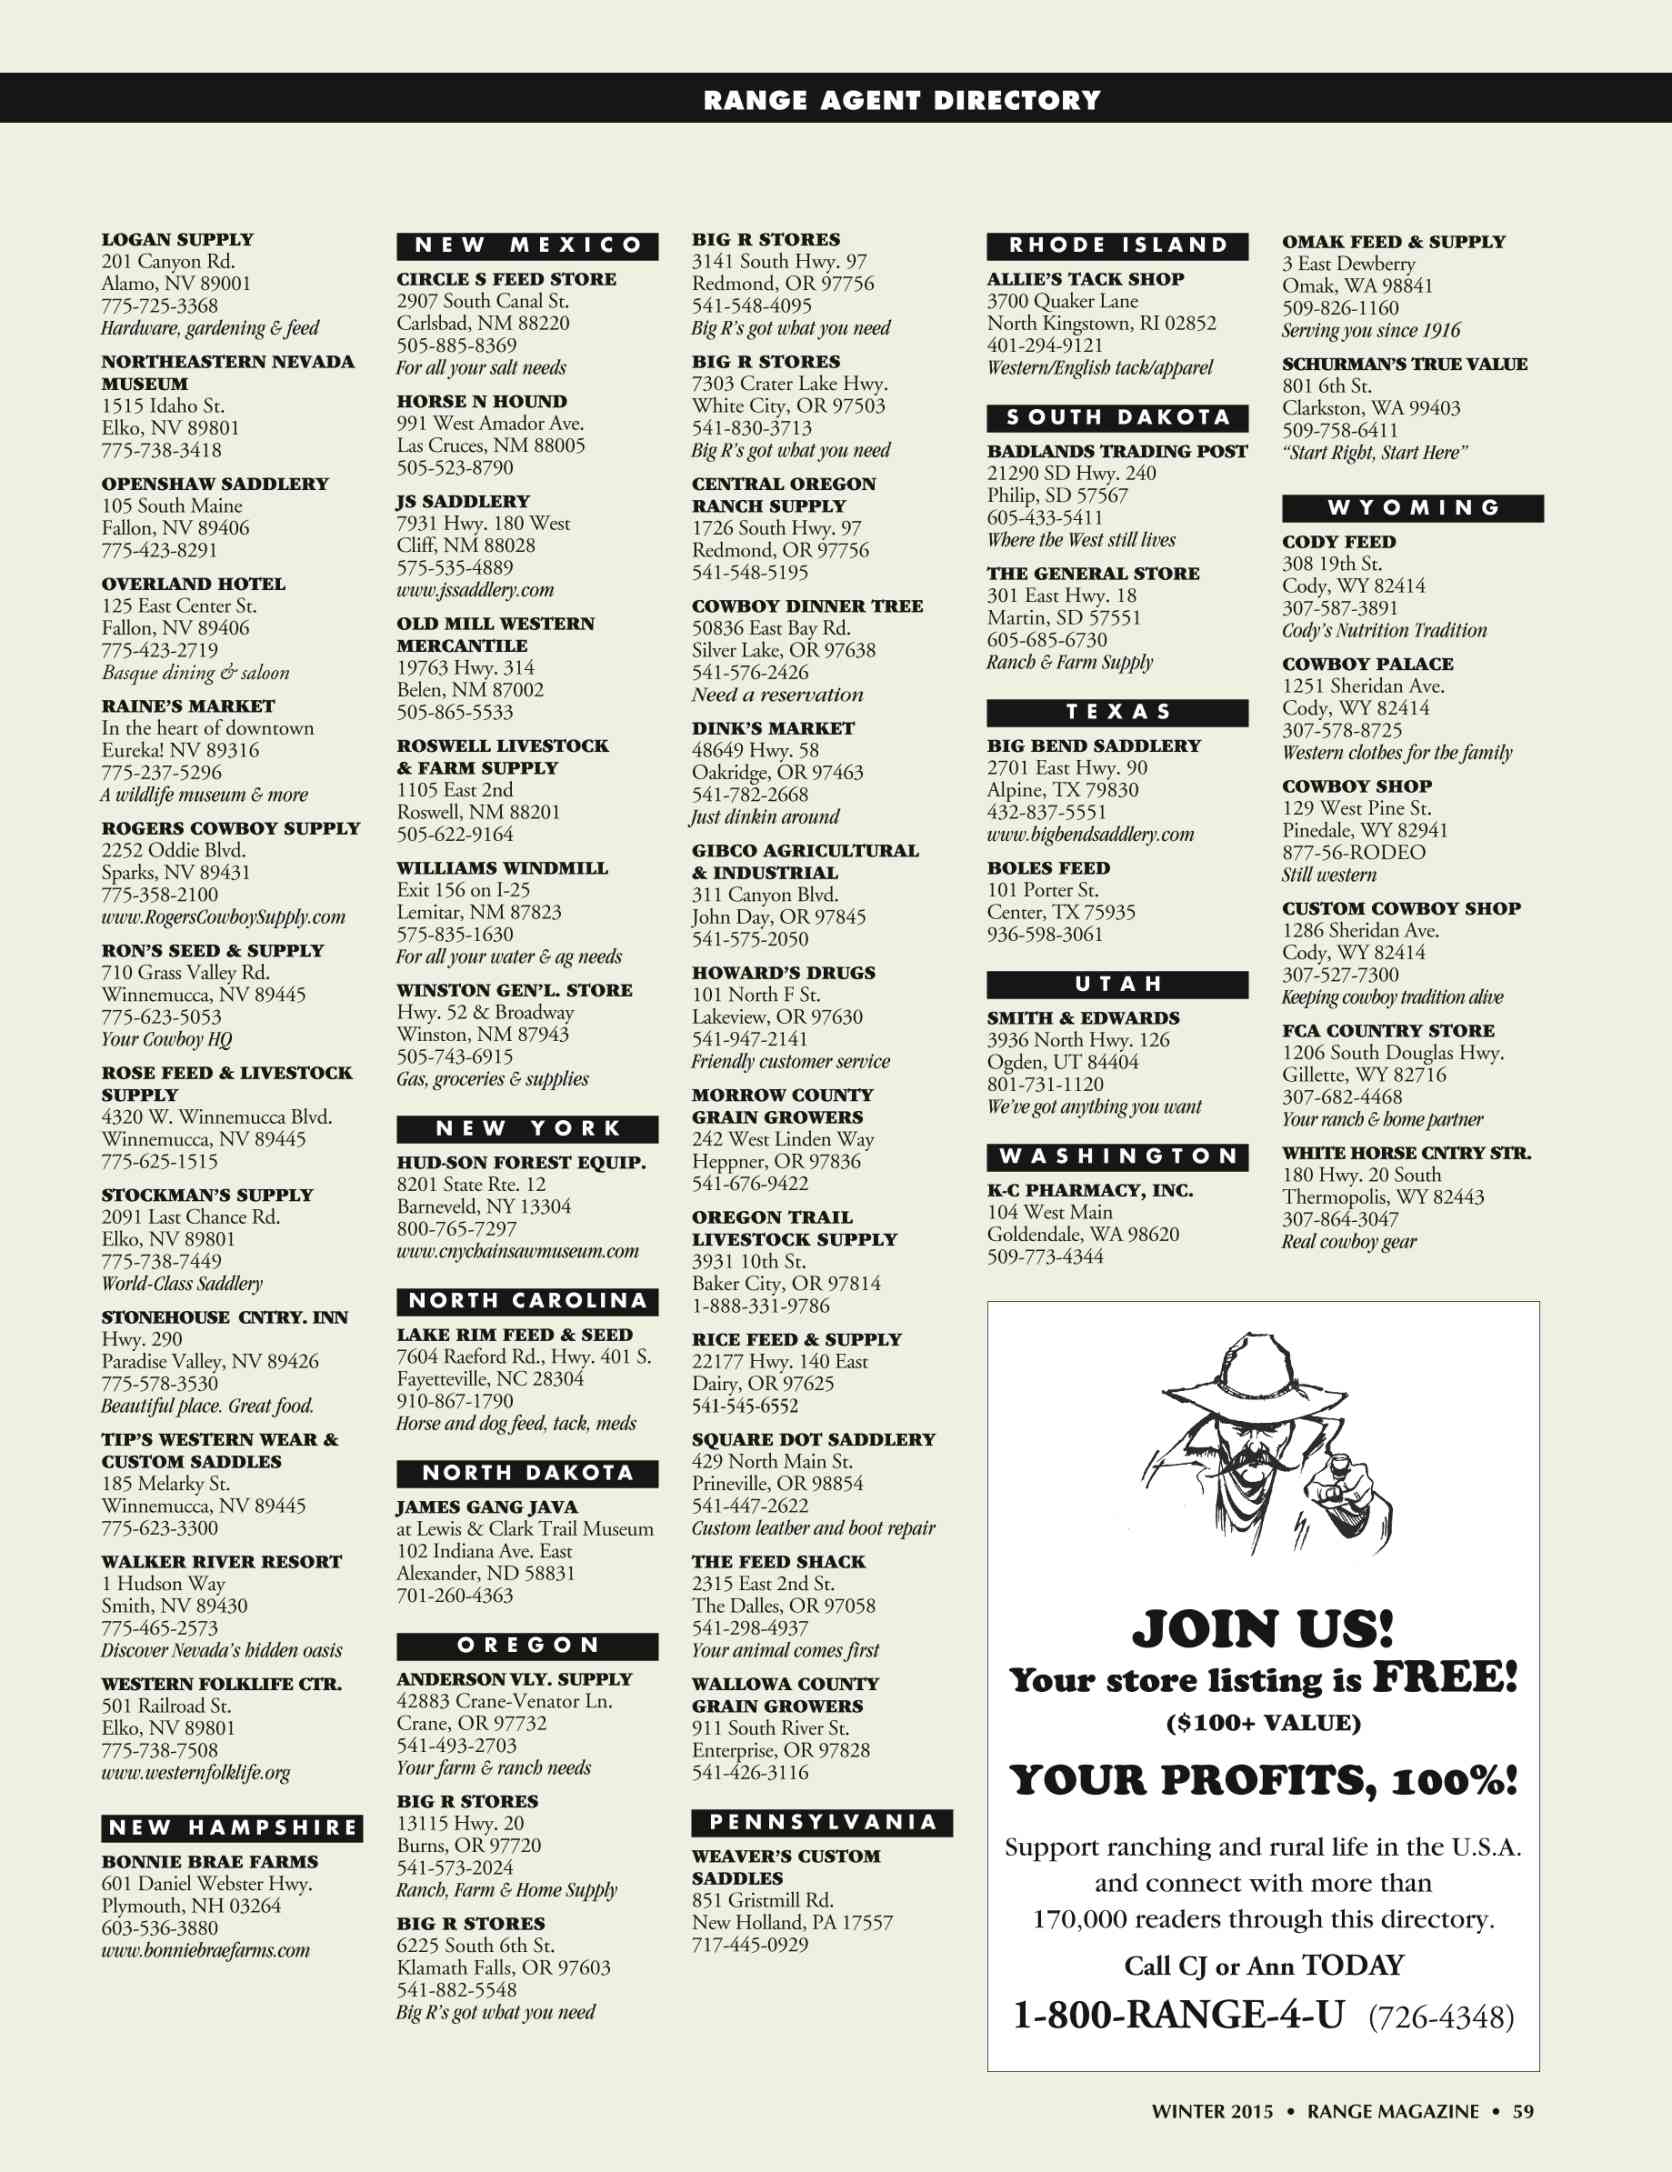 RANGE AGENT DIRECTORY
LOGAN SUPPLY
201 Canyon Rd.
Alamo, NV 89001
775-725-3368
Hardware, gardening & feed
NORTHEASTERN NEVADA
MUSEUM
1515 Idaho St.
Elko, NV 89801
775-738-3418
OPENSHAW SADDLERY
105 South Maine
Fallon, NV 89406
775-423-8291
OVERLAND HOTEL
125 East Center St.
Fallon, NV 89406
775-423-2719
Basque dining & saloon
RAINE'S MARKET
In the heart of downtown
Eureka! NV 89316
775-237-5296
A wildlife museum & more
ROGERS COWBOY SUPPLY
2252 Oddie Blvd.
Sparks, NV 89431
775-358-2100
www.RogersCowboySupply.com
RON'S SEED & SUPPLY
710 Grass Valley Rd.
Winnemucca, NV 89445
775-623-5053
Your Cowboy HQ
ROSE FEED & LIVESTOCK
SUPPLY
4320 W. Winnemucca Blvd.
Winnemucca, NV 89445
775-625-1515
STOCKMAN'S SUPPLY
2091 Last Chance Rd.
Elko, NV 89801
775-738-7449
World-Class Saddlery
STONEHOUSE CNTRY. INN
Hwy. 290
Paradise Valley, NV 89426
775-578-3530
Beautiful place. Great food.
TIP'S WESTERN WEAR &
CUSTOM SADDLES
185 Melarky St.
Winnemucca, NV 89445
775-623-3300
WALKER RIVER RESORT
1 Hudson Way
Smith, NV 89430
775-465-2573
Discover Nevada's hidden oasis
WESTERN FOLKLIFE CTR.
501 Railroad St.
Elko, NV 89801
775-738-7508
www.westernfolklife.org
NEW HAMPSHIRE
BONNIE BRAE FARMS
601 Daniel Webster Hwy.
Plymouth, NH 03264
603-536-3880
www.bonniebraefarms.com
NEW MEXICO
CIRCLE S FEED STORE
2907 South Canal St.
Carlsbad, NM 88220
505-885-8369
For all your salt needs
HORSE N HOUND
991 West Amador Ave.
Las Cruces, NM 88005
505-523-8790
JS SADDLERY
7931 Hwy. 180 West
Cliff, NM 88028
575-535-4889
www.jssaddlery.com
OLD MILL WESTERN
MERCANTILE
19763 Hwy. 314
Belen, NM 87002
505-865-5533
ROSWELL LIVESTOCK
& FARM SUPPLY
1105 East 2nd
Roswell, NM 88201
505-622-9164
WILLIAMS WINDMILL
Exit 156 on I-25
Lemitar, NM 87823
575-835-1630
For all your water & ag needs
WINSTON GEN'L. STORE
Hwy. 52 & Broadway
Winston, NM 87943
505-743-6915
Gas, groceries & supplies
NEW YORK
HUD-SON FOREST EQUIP.
8201 State Rte. 12
Barneveld, NY 13304
800-765-7297
www.cnychainsawmuseum.com
NORTH CAROLINA
LAKE RIM FEED & SEED
7604 Raeford Rd., Hwy. 401 S.
Fayetteville, NC 28304
910-867-1790
Horse and dog feed, tack, meds
NORTH DAKOTA
JAMES GANG JAVA
at Lewis & Clark Trail Museum
102 Indiana Ave. East
Alexander, ND 58831
701-260-4363
OREGON
ANDERSON VLY. SUPPLY
42883 Crane-Venator Ln.
Crane, OR 97732
541-493-2703
Your farm & ranch needs
BIG R STORES
13115 Hwy. 20
Burns, OR 97720
541-573-2024
Ranch, Farm & Home Supply
BIG R STORES
6225 South 6th St.
Klamath Falls, OR 97603
541-882-5548
Big R's got what you need
BIG R STORES
3141 South Hwy. 97
Redmond, OR 97756
541-548-4095
Big R's got what you need
BIG R STORES
7303 Crater Lake Hwy.
White City, OR 97503
541-830-3713
Big R's got what you need
CENTRAL OREGON
RANCH SUPPLY
1726 South Hwy. 97
Redmond, OR 97756
541-548-5195
COWBOY DINNER TREE
50836 East Bay Rd.
Silver Lake, OR 97638
541-576-2426
Need a reservation
DINK'S MARKET
48649 Hwy. 58
Oakridge, OR 97463
541-782-2668
Just dinkin around
GIBCO AGRICULTURAL
& INDUSTRIAL
311 Canyon Blvd.
John Day, OR 97845
541-575-2050
HOWARD'S DRUGS
101 North F St.
Lakeview, OR 97630
541-947-2141
Friendly customer service
MORROW COUNTY
GRAIN GROWERS
242 West Linden Way
Heppner, OR 97836
541-676-9422
OREGON TRAIL
LIVESTOCK SUPPLY
3931 10th St.
Baker City, OR 97814
1-888-331-9786
RICE FEED & SUPPLY
22177 Hwy. 140 East
Dairy, OR 97625
541-545-6552
SQUARE DOT SADDLERY
429 North Main St.
Prineville, OR 98854
541-447-2622
Custom leather and boot repair
THE FEED SHACK
2315 East 2nd St.
The Dalles, OR 97058
541-298-4937
Your animal comes first
WALLOWA COUNTY
GRAIN GROWERS
911 South River St.
Enterprise, OR 97828
541-426-3116
PENNSYLVANIA
WEAVER'S CUSTOM
SADDLES
851 Gristmill Rd.
New Holland, PA 17557
717-445-0929
RHODE ISLAND
ALLIE'S TACK SHOP
3700 Quaker Lane
North Kingstown, RI 02852
401-294-9121
Western/English tack/apparel
SOUTH DAKOTA
BADLANDS TRADING POST
21290 SD Hwy. 240
Philip, SD 57567
605-433-5411
Where the West still lives
THE GENERAL STORE
301 East Hwy. 18
Martin, SD 57551
605-685-6730
Ranch & Farm Supply
TEXAS
BIG BEND SADDLERY
2701 East Hwy. 90
Alpine, TX 79830
432-837-5551
www.bigbendsaddlery.com
BOLES FEED
101 Porter St.
Center, TX 75935
936-598-3061
UTAH
SMITH & EDWARDS
3936 North Hwy. 126
Ogden, UT 84404
801-731-1120
We've got anything you want
WASHINGTON
K-C PHARMACY, INC.
104 West Main
Goldendale, WA 98620
509-773-4344
OMAK FEED & SUPPLY
3 East Dewberry
Omak, WA 98841
509-826-1160
Serving you since 1916
SCHURMAN'S TRUE VALUE
801 6th St.
Clarkston, WA 99403
509-758-6411
"Start Right, Start Here"
WYOMING
CODY FEED
308 19th St.
Cody, WY 82414
307-587-3891
Cody's Nutrition Tradition
COWBOY PALACE
1251 Sheridan Ave.
Cody, WY 82414
307-578-8725
Western clothes for the family
COWBOY SHOP
129 West Pine St.
Pinedale, WY 82941
877-56-RODEO
Still western
CUSTOM COWBOY SHOP
1286 Sheridan Ave.
Cody, WY 82414
307-527-7300
Keeping cowboy tradition alive
FCA COUNTRY STORE
1206 South Douglas Hwy.
Gillette, WY 82716
307-682-4468
Your ranch & home partner
WHITE HORSE CNTRY STR.
180 Hwy. 20 South
Thermopolis, WY 82443
307-864-3047
Real cowboy gear
JOIN US!
Your store listing is FREE!
($100+ VALUE)
YOUR PROFITS, 100%!
Support ranching and rural life in the U.S.A.
and connect with more than
170,000 readers through this directory.
Call CJ or Ann TODAY
1-800-RANGE-4-U (726-4348)
WINTER 2015 • RANGE MAGAZINE • 59